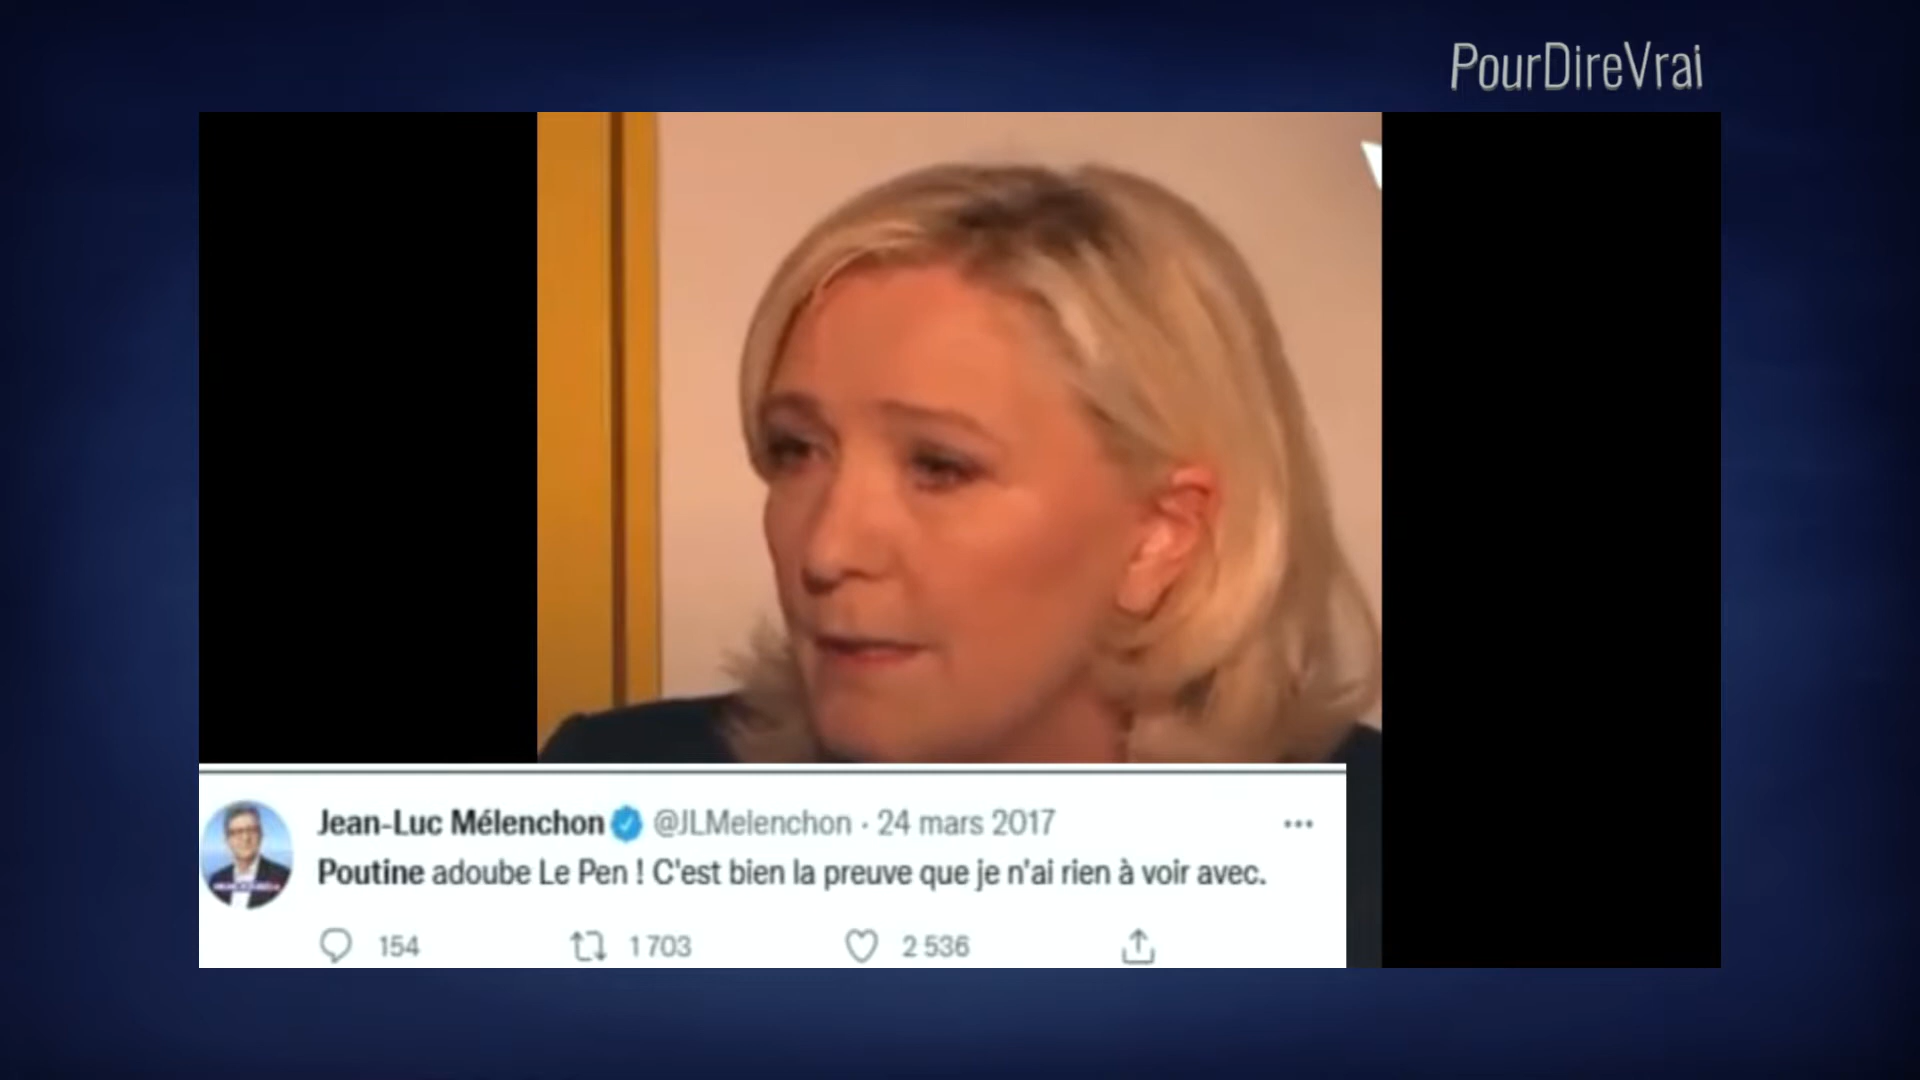 PourDireVrai
Jean-Luc Mélenchon @JLMelenchon · 24 mars 2017
Poutine adoube Le Pen ! C'est bien la preuve que je n'ai rien à voir avec.
154 1 703 2 536